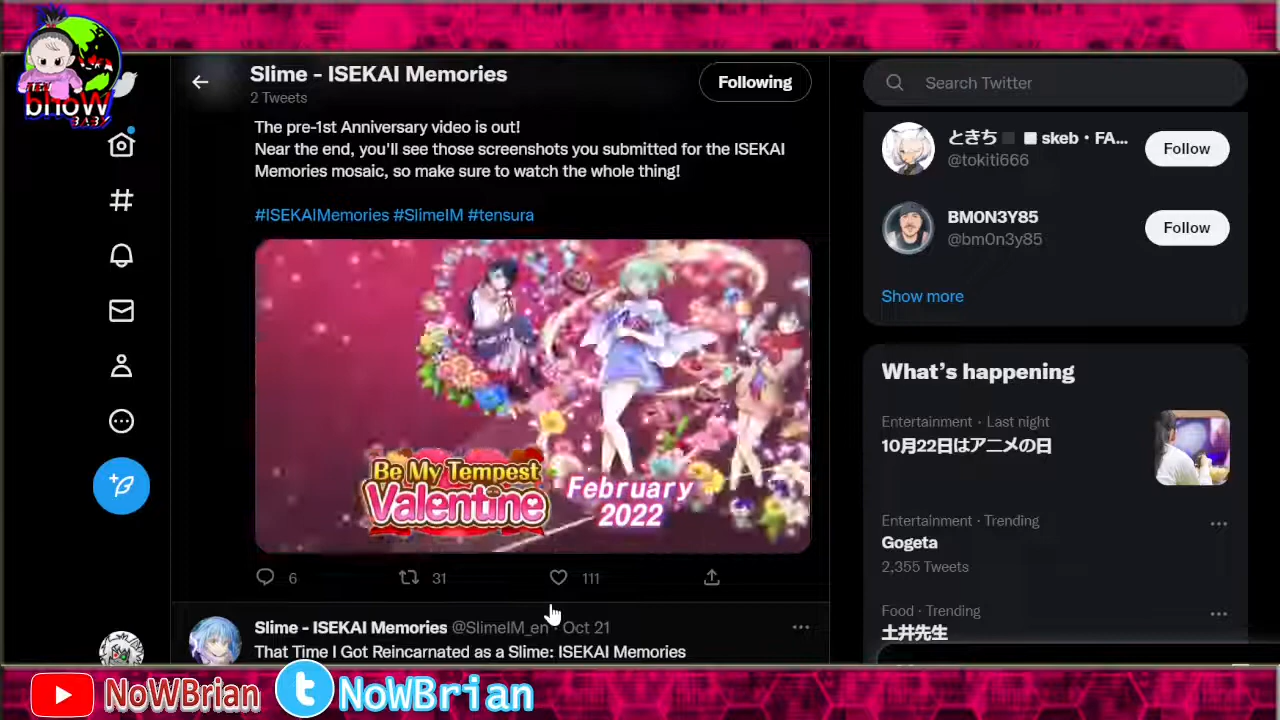 bhoW
BABY
Slime - ISEKAI Memories
2 Tweets
Following
Search Twitter
The pre-1st Anniversary video is out!
Near the end, you'll see those screenshots you submitted for the ISEKAI
Memories mosaic, so make sure to watch the whole thing!
#ISEKAIMemories #SlimeIM #tensura
Be My Tempest
Valentine
February
2022
6
31
111
Slime - ISEKAI Memories @SlimeIM_en · Oct 21
That Time I Got Reincarnated as a Slime: ISEKAI Memories
ときち ■ ■ skeb・FA...
@tokiti666
Follow
BM0N3Y85
@bm0n3y85
Follow
Show more
What's happening
Entertainment · Last night
10月22日はアニメの日
Entertainment · Trending
Gogeta
2,355 Tweets
Food · Trending
土井先生
NoWBrian
NoWBrian